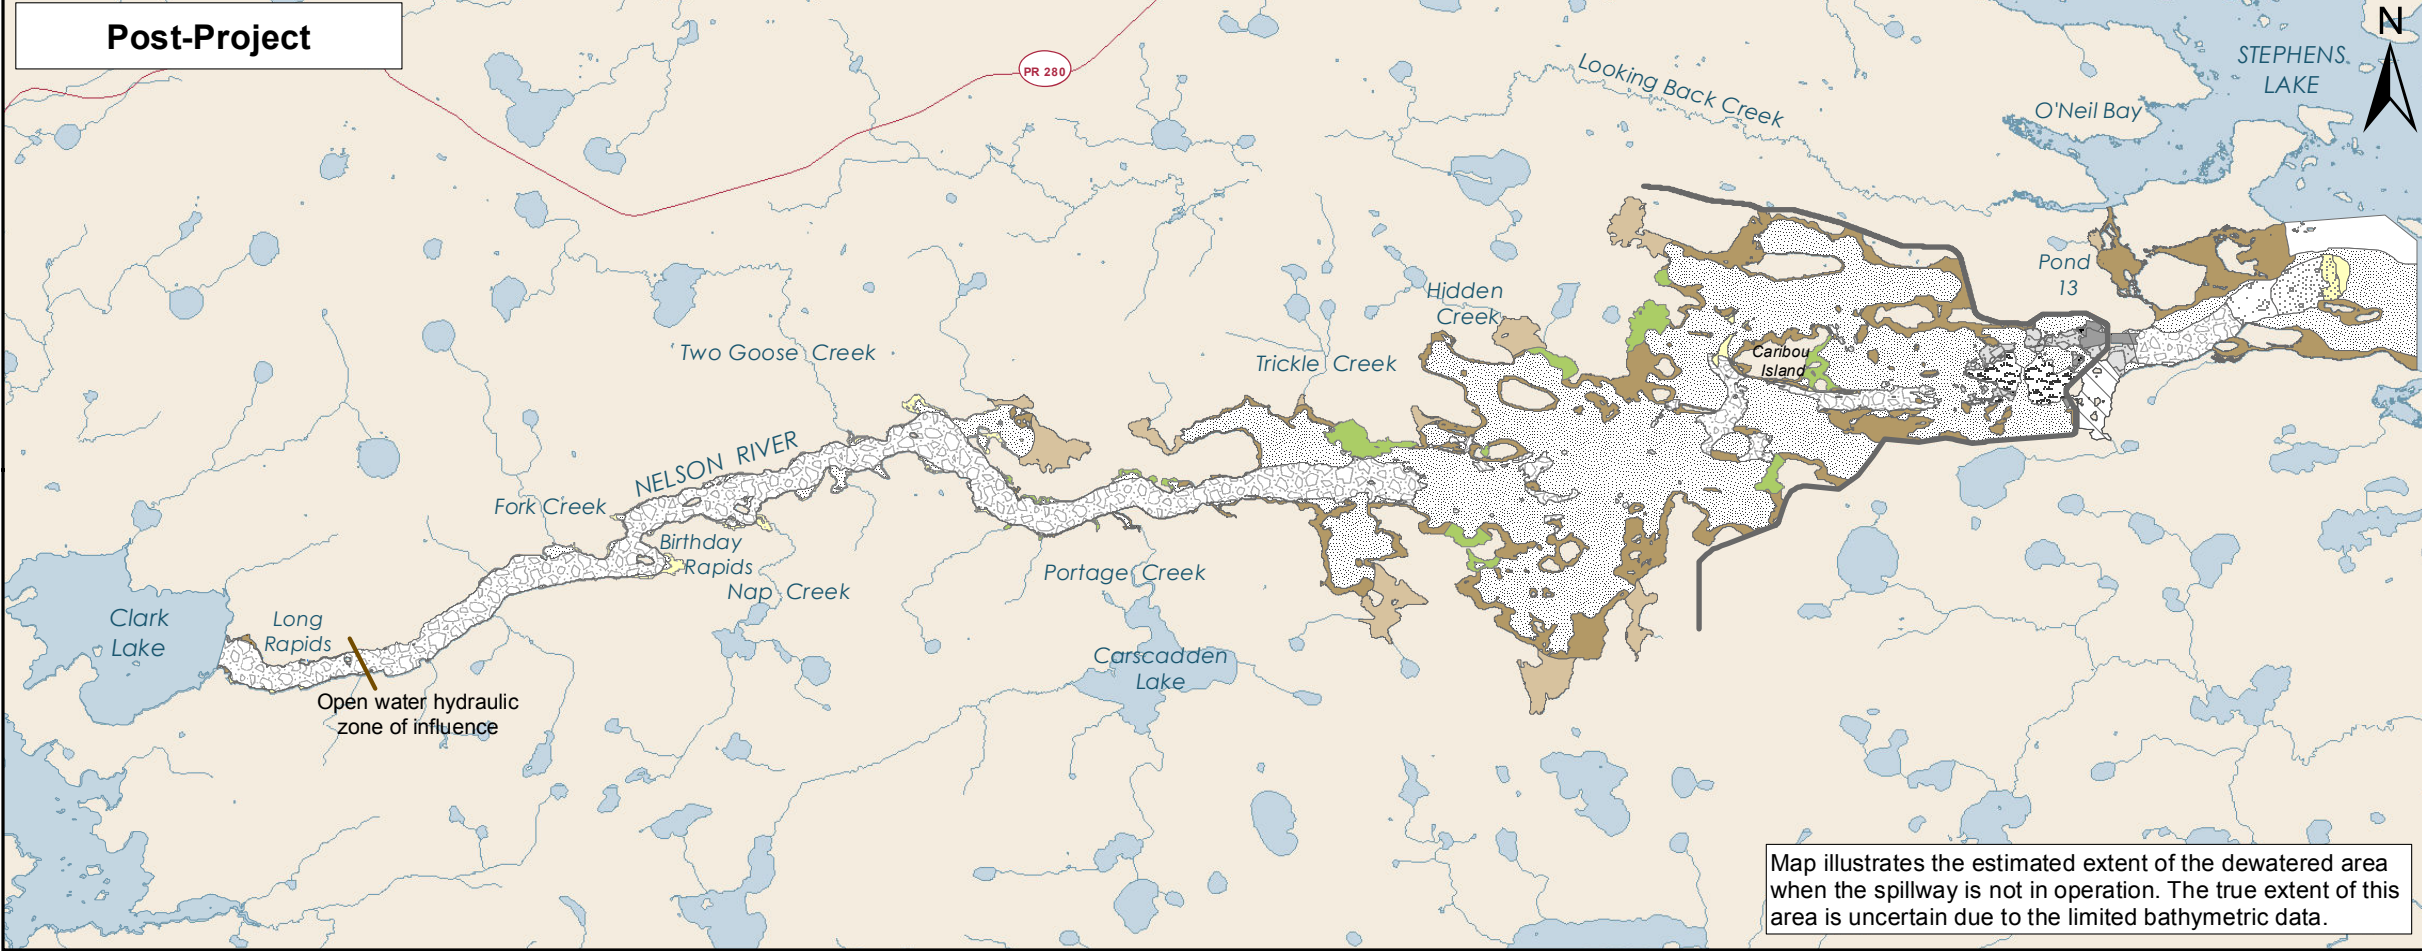 Post-Project
PR 280
Looking Back Creek
STEPHENS
LAKE
N
O'Neil Bay
Pond
13
Hidden
Creek
Two Goose Creek
Trickle Creek
Caribou
Island
NELSON RIVER
Fork Creek
Birthday
Rapids
Nap Creek
Portage Creek
Clark
Lake
Long
Rapids
Carscadden
Lake
Open water hydraulic
zone of influence
Map illustrates the estimated extent of the dewatered area
when the spillway is not in operation. The true extent of this
area is uncertain due to the limited bathymetric data.